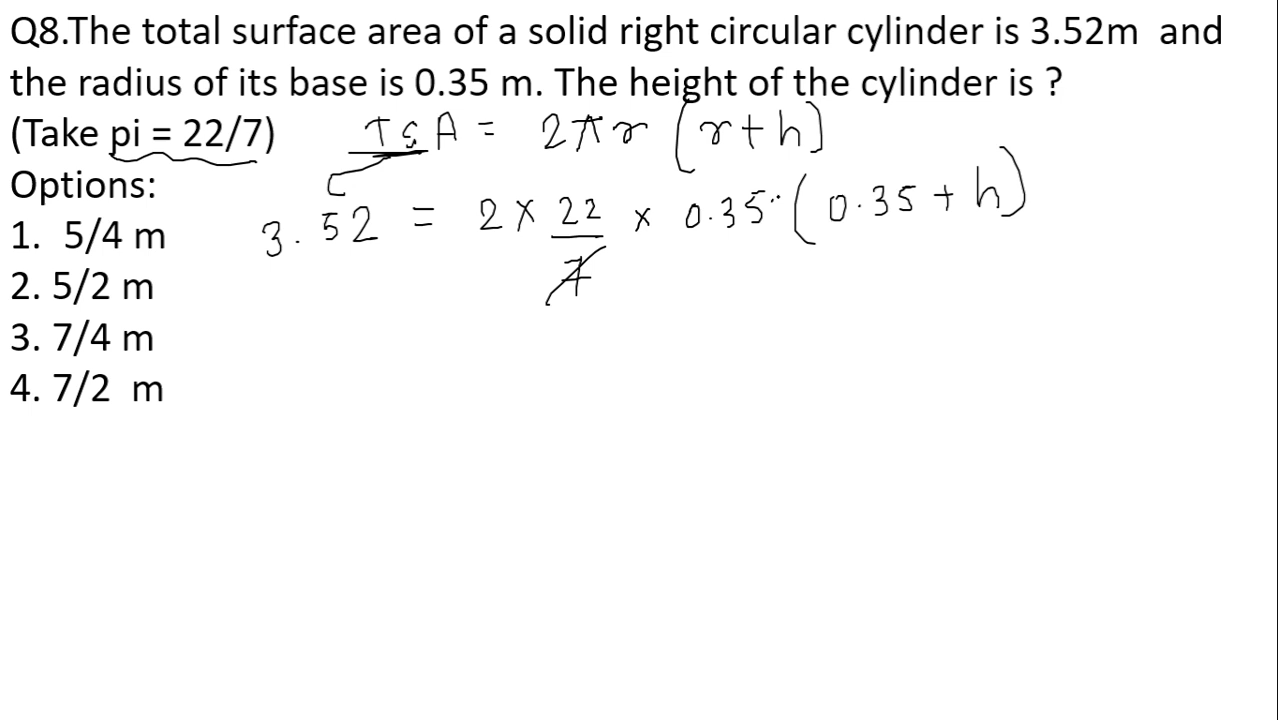 Q8.The total surface area of a solid right circular cylinder is 3.52m  and
the radius of its base is 0.35 m. The height of the cylinder is ?
(Take pi = 22/7)
TSA = 2πr (r+h)
Options:
3.52 = 2 × 22/7 × 0.35 (0.35 + h)
1.  5/4 m
2. 5/2 m
3. 7/4 m
4. 7/2  m